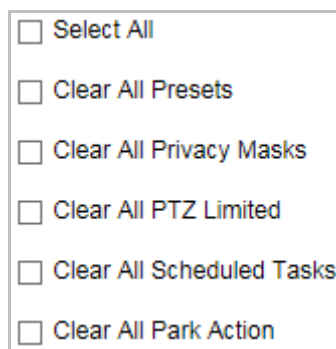 Select All
Clear All Presets
Clear All Privacy Masks
Clear All PTZ Limited
Clear All Scheduled Tasks
Clear All Park Action